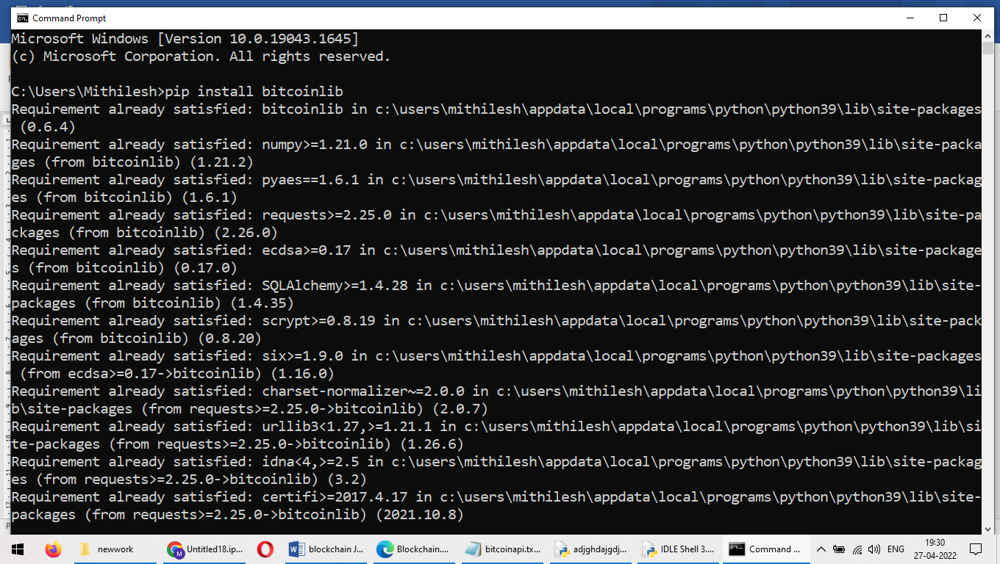 Command Prompt
Microsoft Windows [Version 10.0.19043.1645]
(c) Microsoft Corporation. All rights reserved.
C:\Users\Mithilesh>pip install bitcoinlib
Requirement already satisfied: bitcoinlib in c:\users\mithilesh\appdata\local\programs\python\python39\lib\site-packages
 (0.6.4)
Requirement already satisfied: numpy>=1.21.0 in c:\users\mithilesh\appdata\local\programs\python\python39\lib\site-packa
ges (from bitcoinlib) (1.21.2)
Requirement already satisfied: pyaes==1.6.1 in c:\users\mithilesh\appdata\local\programs\python\python39\lib\site-packag
es (from bitcoinlib) (1.6.1)
Requirement already satisfied: requests>=2.25.0 in c:\users\mithilesh\appdata\local\programs\python\python39\lib\site-pa
ckages (from bitcoinlib) (2.26.0)
Requirement already satisfied: ecdsa>=0.17 in c:\users\mithilesh\appdata\local\programs\python\python39\lib\site-package
s (from bitcoinlib) (0.17.0)
Requirement already satisfied: SQLAlchemy>=1.4.28 in c:\users\mithilesh\appdata\local\programs\python\python39\lib\site-
packages (from bitcoinlib) (1.4.35)
Requirement already satisfied: scrypt>=0.8.19 in c:\users\mithilesh\appdata\local\programs\python\python39\lib\site-pack
ages (from bitcoinlib) (0.8.20)
Requirement already satisfied: six>=1.9.0 in c:\users\mithilesh\appdata\local\programs\python\python39\lib\site-packages
 (from ecdsa>=0.17->bitcoinlib) (1.16.0)
Requirement already satisfied: charset-normalizer~=2.0.0 in c:\users\mithilesh\appdata\local\programs\python\python39\li
b\site-packages (from requests>=2.25.0->bitcoinlib) (2.0.7)
Requirement already satisfied: urllib3<1.27,>=1.21.1 in c:\users\mithilesh\appdata\local\programs\python\python39\lib\si
te-packages (from requests>=2.25.0->bitcoinlib) (1.26.6)
Requirement already satisfied: idna<4,>=2.5 in c:\users\mithilesh\appdata\local\programs\python\python39\lib\site-packag
es (from requests>=2.25.0->bitcoinlib) (3.2)
Requirement already satisfied: certifi>=2017.4.17 in c:\users\mithilesh\appdata\local\programs\python\python39\lib\site-
packages (from requests>=2.25.0->bitcoinlib) (2021.10.8)
newwork
Untitled18.ip...
blockchain J...
Blockchain....
bitcoinapi.tx...
adjghdajgdj...
IDLE Shell 3....
Command ...
ENG
19:30
27-04-2022